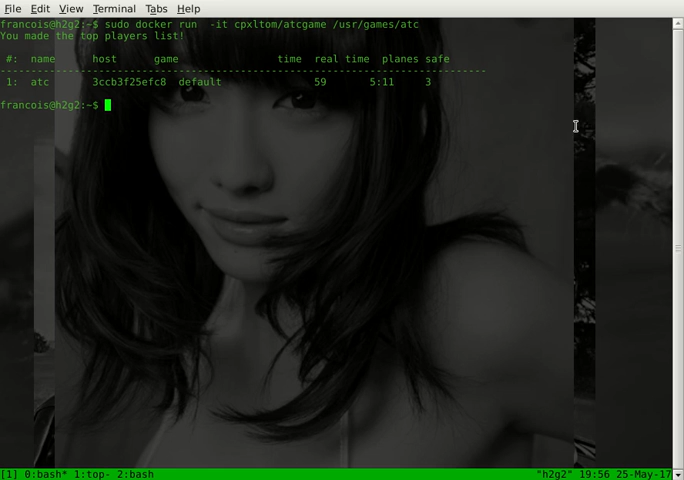 File Edit View Terminal Tabs Help
francois@h2g2:~$ sudo docker run  -it cpxltom/atcgame /usr/games/atc
You made the top players list!
#:  name      host      game                time  real time  planes safe
-------------------------------------------------------------------------------
1:  atc       3ccb3f25efc8  default               59       5:11     3
francois@h2g2:~$
[1] 0:bash* 1:top- 2:bash "h2g2" 19:56 25-May-17